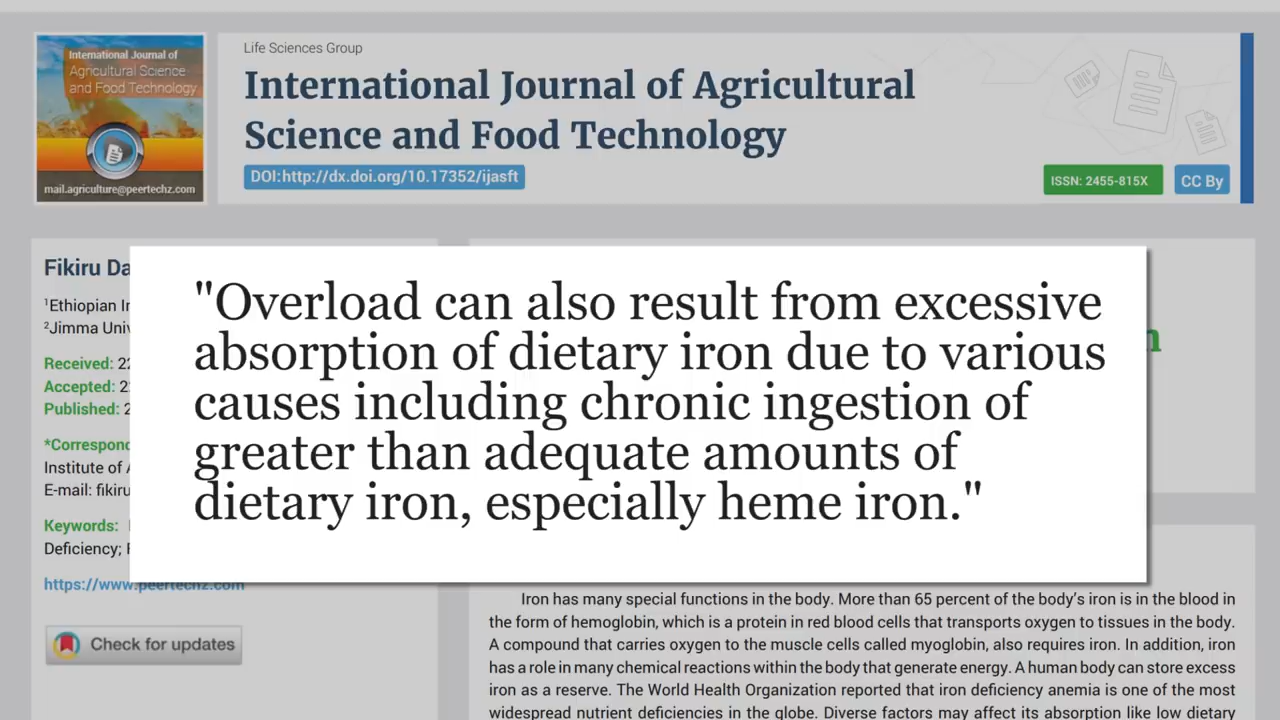 International Journal of
Agricultural Science
and Food Technology
mail.agriculture@peertechz.com
Life Sciences Group
International Journal of Agricultural
Science and Food Technology
DOI:http://dx.doi.org/10.17352/ijasft
ISSN: 2455-815X
CC By
Fikiru
¹Ethiopian
²Jimma
Received:
Accepted:
Published:
Institute of
E-mail:
Keywords:
Deficiency;
https://www.peertechz.com
Check for updates
"Overload can also result from excessive
absorption of dietary iron due to various
causes including chronic ingestion of
greater than adequate amounts of
dietary iron, especially heme iron."
Iron has many special functions in the body. More than 65 percent of the body's iron is in the blood in
the form of hemoglobin, which is a protein in red blood cells that transports oxygen to tissues in the body.
A compound that carries oxygen to the muscle cells called myoglobin, also requires iron. In addition, iron
has a role in many chemical reactions within the body that generate energy. A human body can store excess
iron as a reserve. The World Health Organization reported that iron deficiency anemia is one of the most
widespread nutrient deficiencies in the globe. Diverse factors may affect its absorption like low dietary